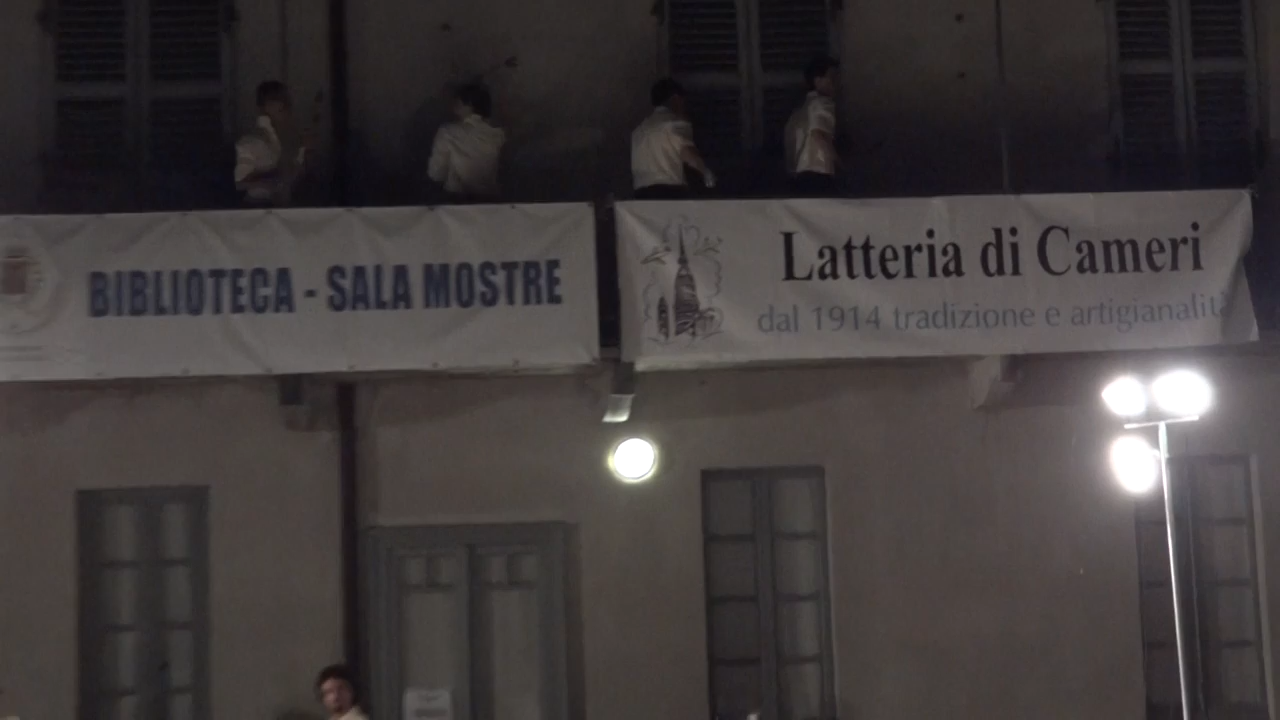 BIBLIOTECA - SALA MOSTRE
Latteria di Cameri
dal 1914 tradizione e artigianalità